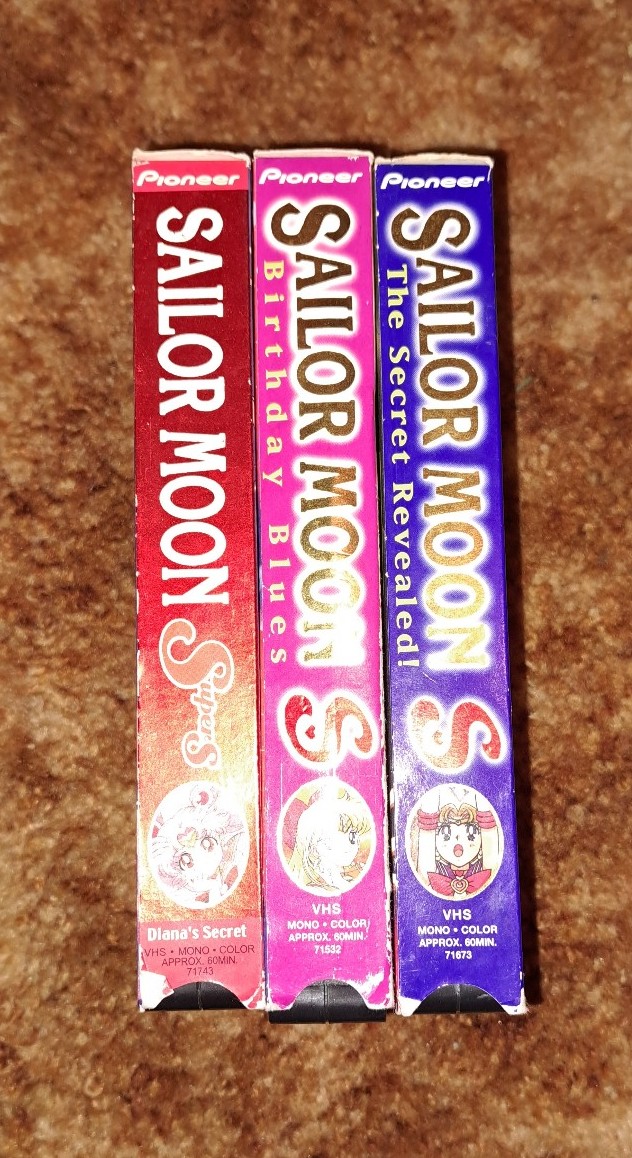 Pioneer
SAILOR MOON
SuperS
Diana's Secret
VHS • MONO • COLOR
APPROX. 60MIN.
71743
Pioneer
SAILOR MOON
S
Birthday Blues
VHS
MONO • COLOR
APPROX. 60MIN.
71532
Pioneer
SAILOR MOON
S
The Secret Revealed!
VHS
MONO • COLOR
APPROX. 60MIN.
71673